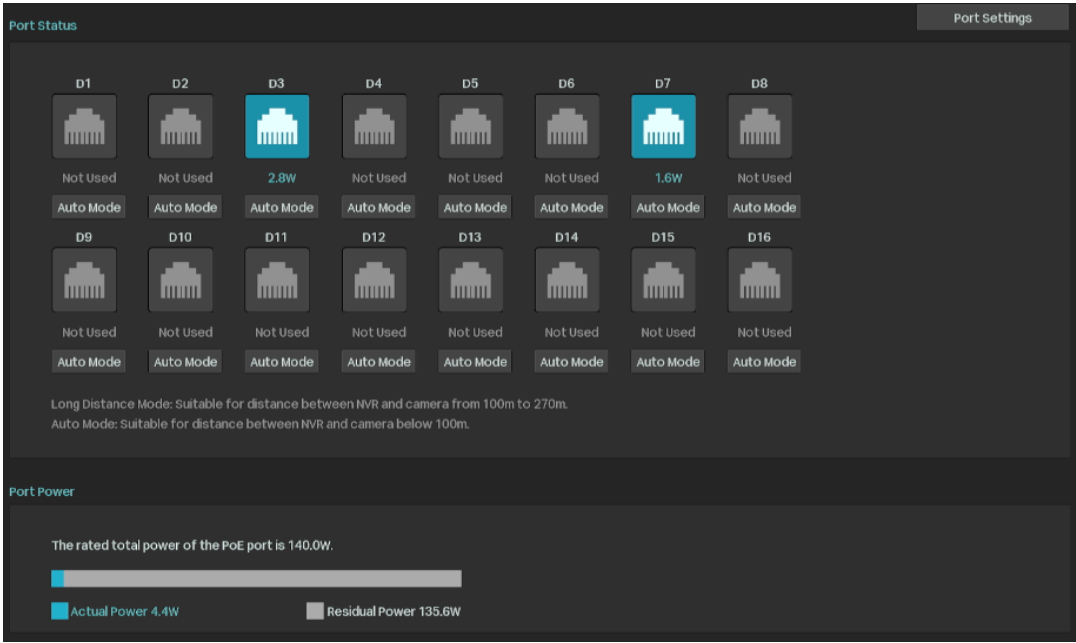 Port Status
Port Settings
D1 D2 D3 D4 D5 D6 D7 D8
Not Used Not Used 2.8W Not Used Not Used Not Used 1.6W Not Used
Auto Mode Auto Mode Auto Mode Auto Mode Auto Mode Auto Mode Auto Mode Auto Mode
D9 D10 D11 D12 D13 D14 D15 D16
Not Used Not Used Not Used Not Used Not Used Not Used Not Used Not Used
Auto Mode Auto Mode Auto Mode Auto Mode Auto Mode Auto Mode Auto Mode Auto Mode
Long Distance Mode: Suitable for distance between NVR and camera from 100m to 270m.
Auto Mode: Suitable for distance between NVR and camera below 100m.
Port Power
The rated total power of the PoE port is 140.0W.
Actual Power 4.4W Residual Power 135.6W